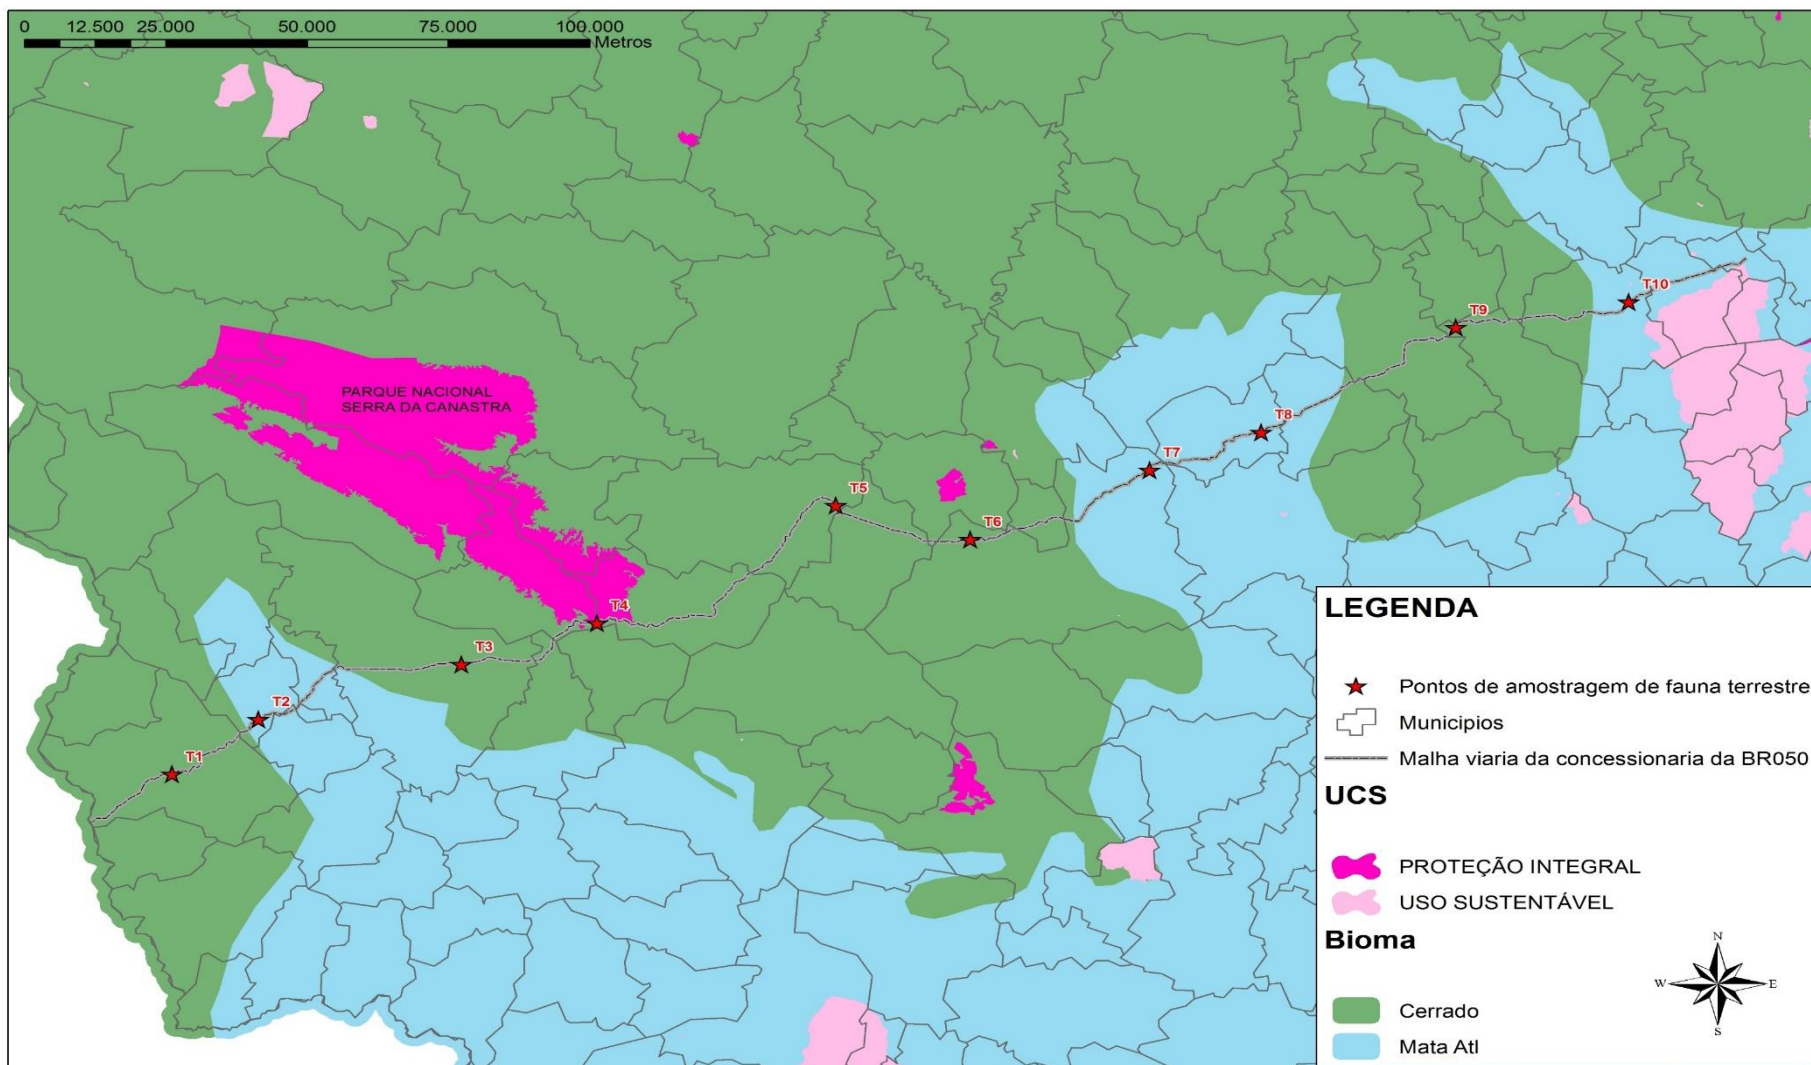 0 12.500 25.000 50.000 75.000 100.000
Metros
T10
T9
PARQUE NACIONAL
SERRA DA CANASTRA
T8
T7
T5
T6
T4
T3
T2
T1
LEGENDA
Pontos de amostragem de fauna terrestre
Municipios
Malha viaria da concessionaria da BR050
UCS
PROTEÇÃO INTEGRAL
USO SUSTENTÁVEL
Bioma
N
W E
S
Cerrado
Mata Atl